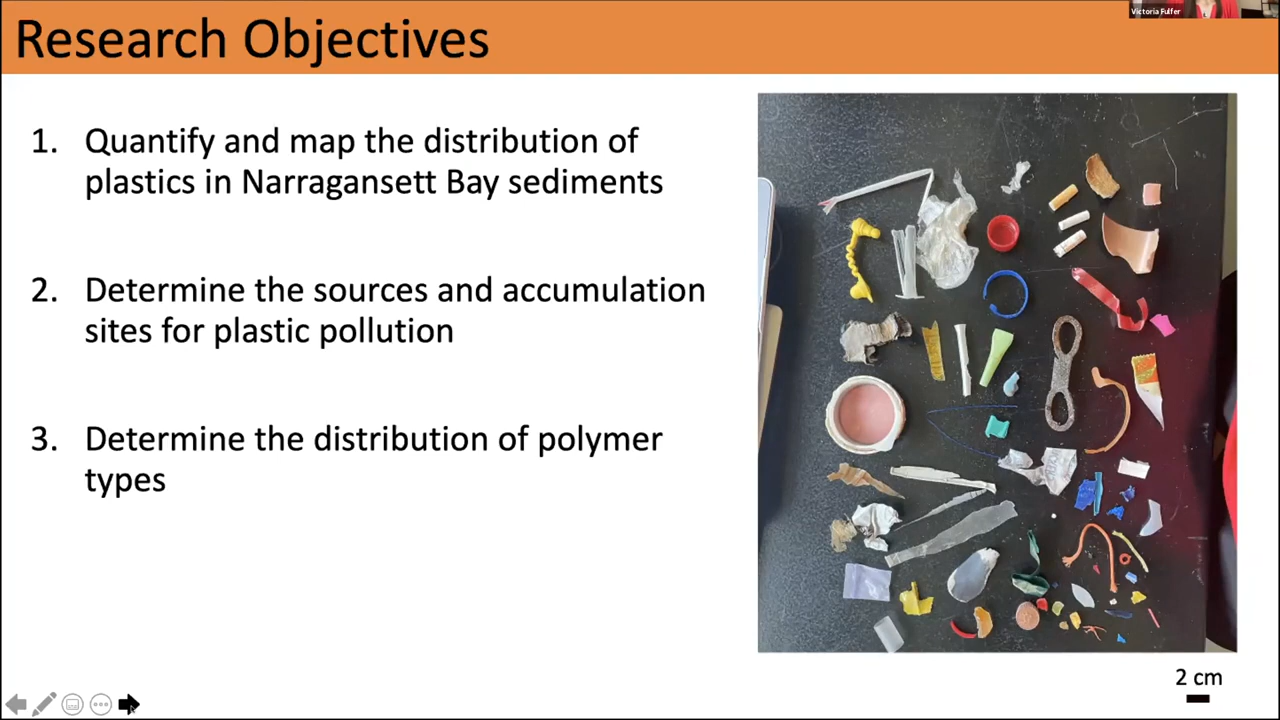 Victoria Fulfer
Research Objectives
1. Quantify and map the distribution of
plastics in Narragansett Bay sediments
2. Determine the sources and accumulation
sites for plastic pollution
3. Determine the distribution of polymer
types
2 cm